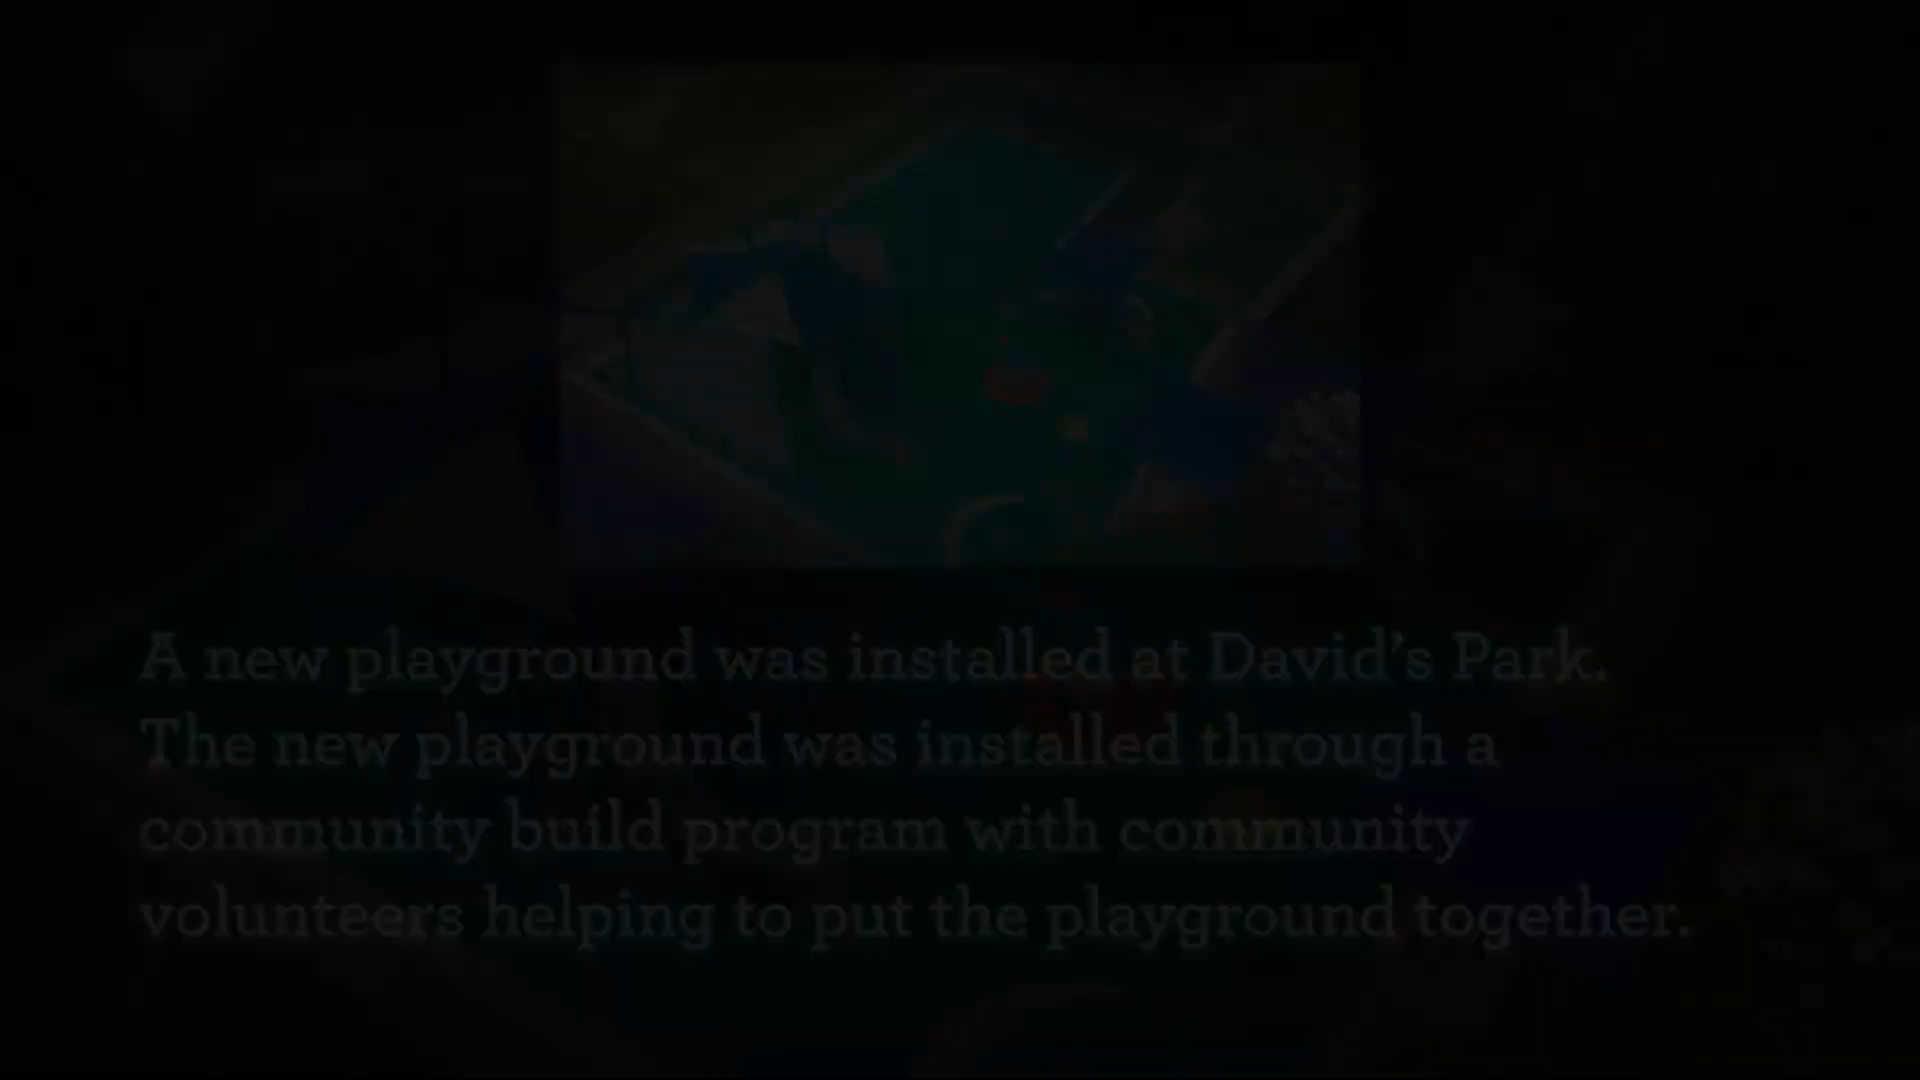 A new playground was installed at David’s Park.
The new playground was installed through a
community build program with community
volunteers helping to put the playground together.